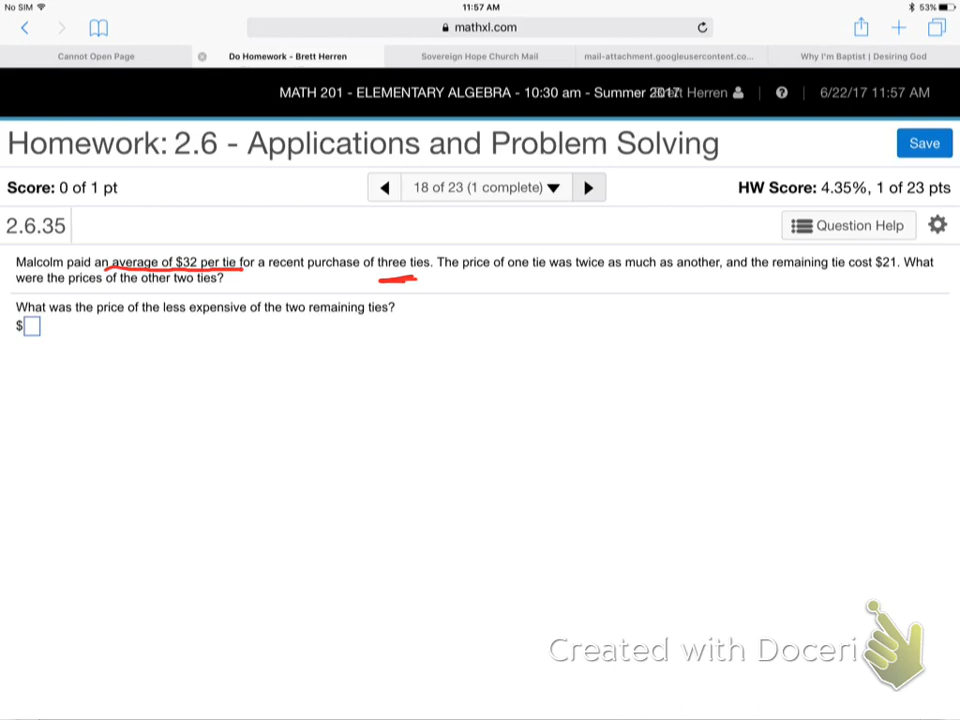 No SIM 11:57 AM 53%
mathxl.com
Cannot Open Page Do Homework - Brett Herren Sovereign Hope Church Mail mail-attachment.googleusercontent.co... Why I'm Baptist | Desiring God
MATH 201 - ELEMENTARY ALGEBRA - 10:30 am - Summer 2017 Herren | ? | 6/22/17 11:57 AM
Homework: 2.6 - Applications and Problem Solving Save
Score: 0 of 1 pt 18 of 23 (1 complete) HW Score: 4.35%, 1 of 23 pts
2.6.35 Question Help
Malcolm paid an average of $32 per tie for a recent purchase of three ties. The price of one tie was twice as much as another, and the remaining tie cost $21. What
were the prices of the other two ties?
What was the price of the less expensive of the two remaining ties?
$
Created with Doceri